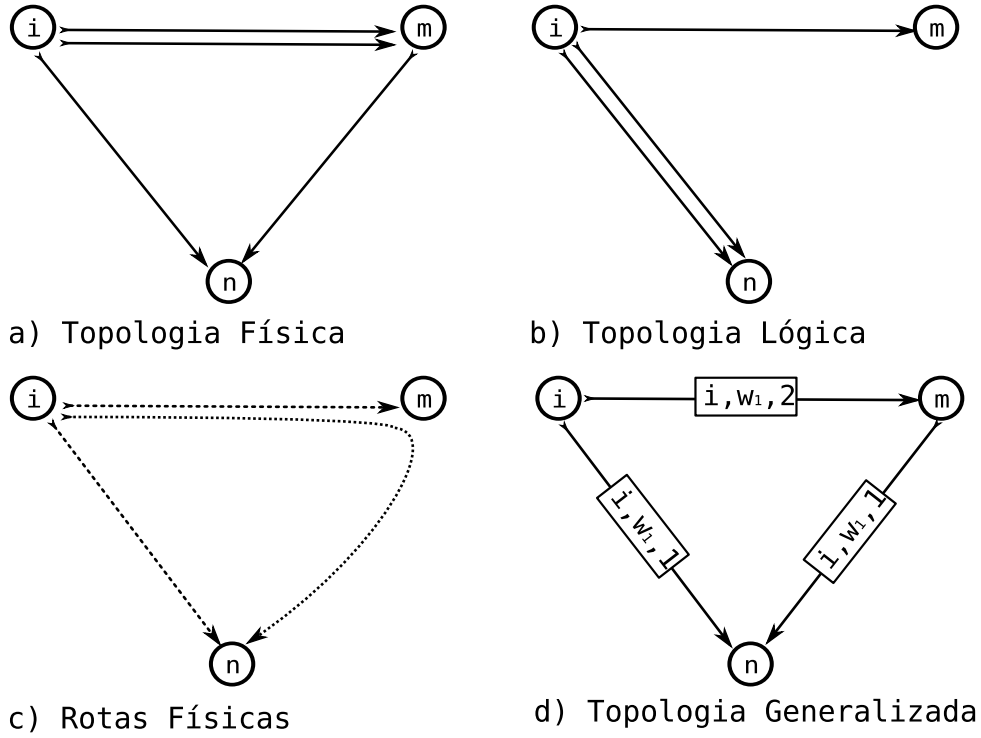 i m
n
a) Topologia Física
i m
n
b) Topologia Lógica
i m
n
c) Rotas Físicas
i i,w₁,2 m
i,w₁,1 i,w₁,1
n
d) Topologia Generalizada